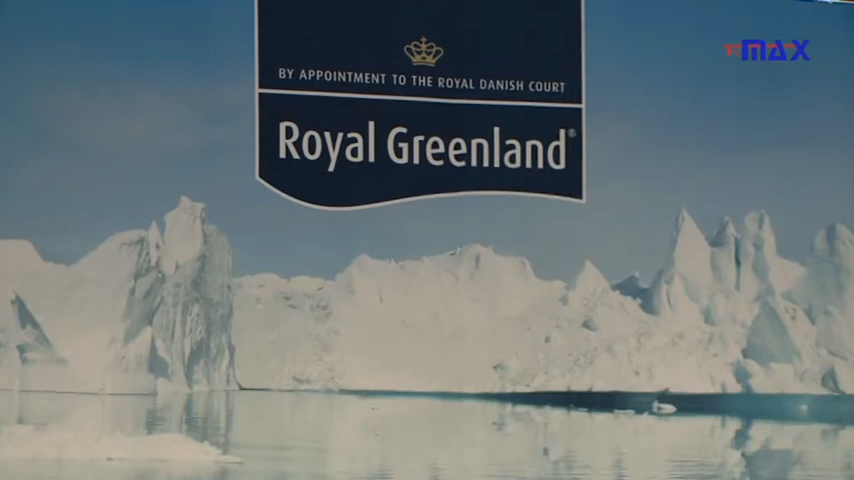 MAX
BY APPOINTMENT TO THE ROYAL DANISH COURT
Royal Greenland®